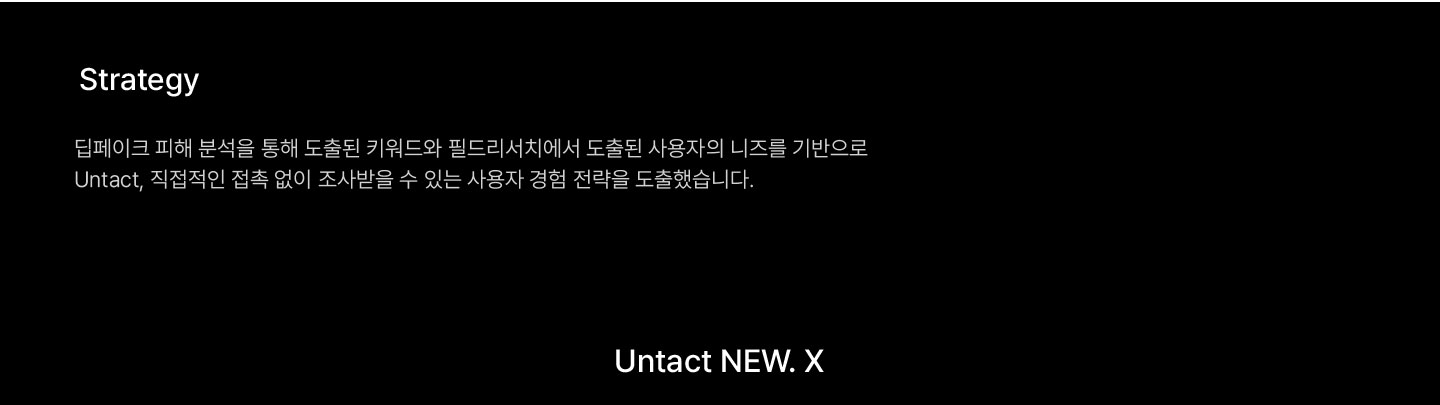 Strategy
딥페이크 피해 분석을 통해 도출된 키워드와 필드리서치에서 도출된 사용자의 니즈를 기반으로
Untact, 직접적인 접촉 없이 조사받을 수 있는 사용자 경험 전략을 도출했습니다.
Untact NEW. X